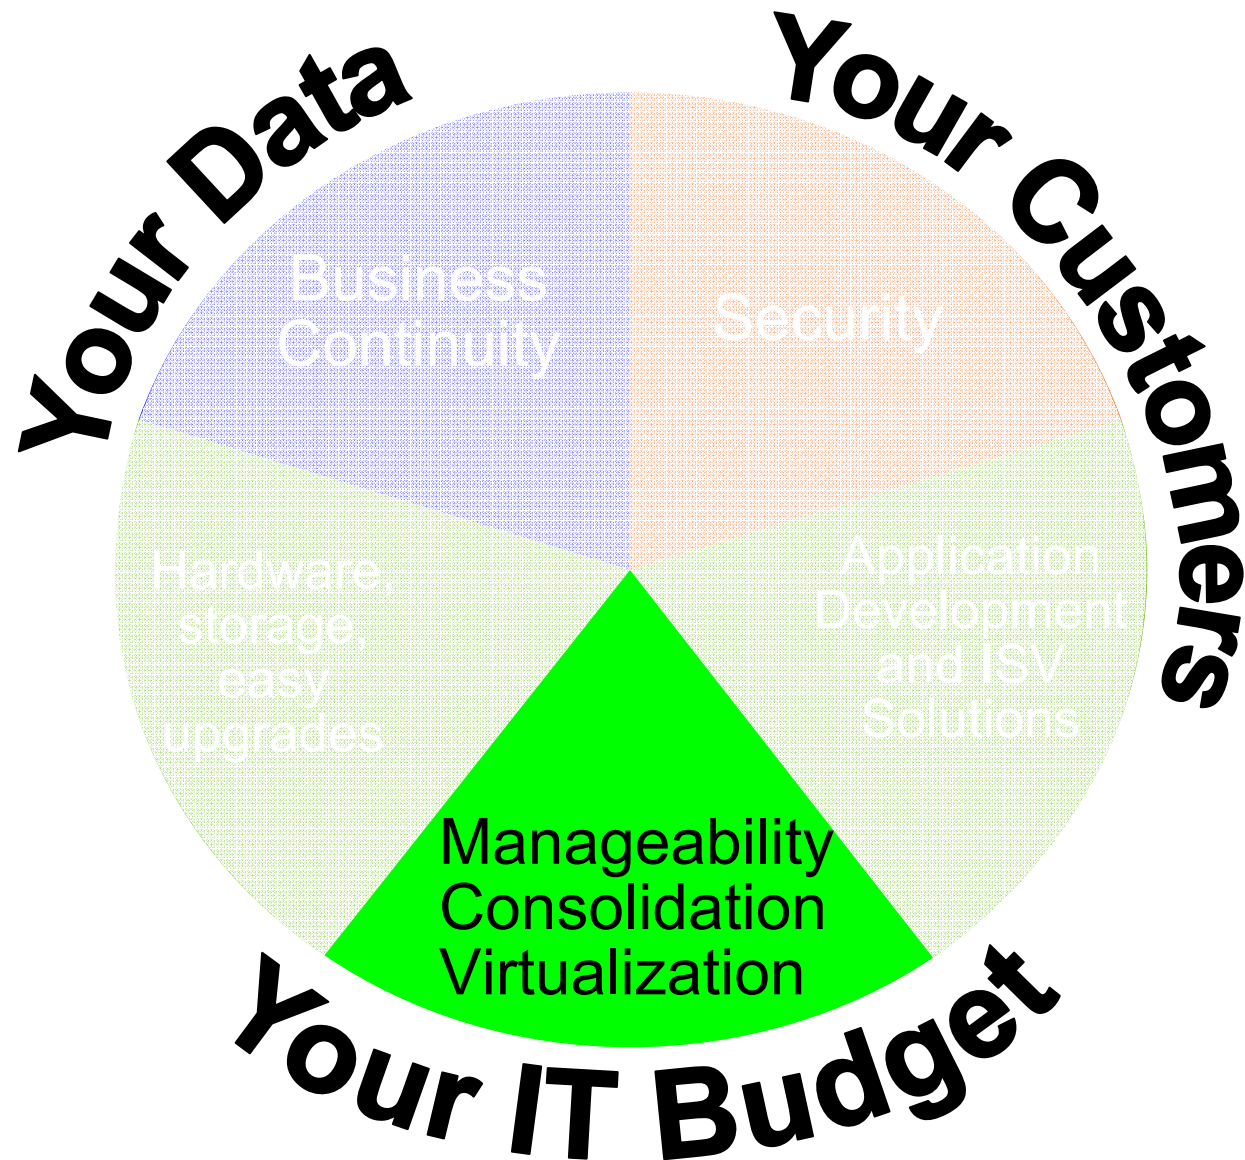 Your Data
Your Customers
Business
Continuity
Security
Hardware,
storage,
easy
upgrades
Application
Development
and ISV
Solutions
Manageability
Consolidation
Virtualization
Your IT Budget